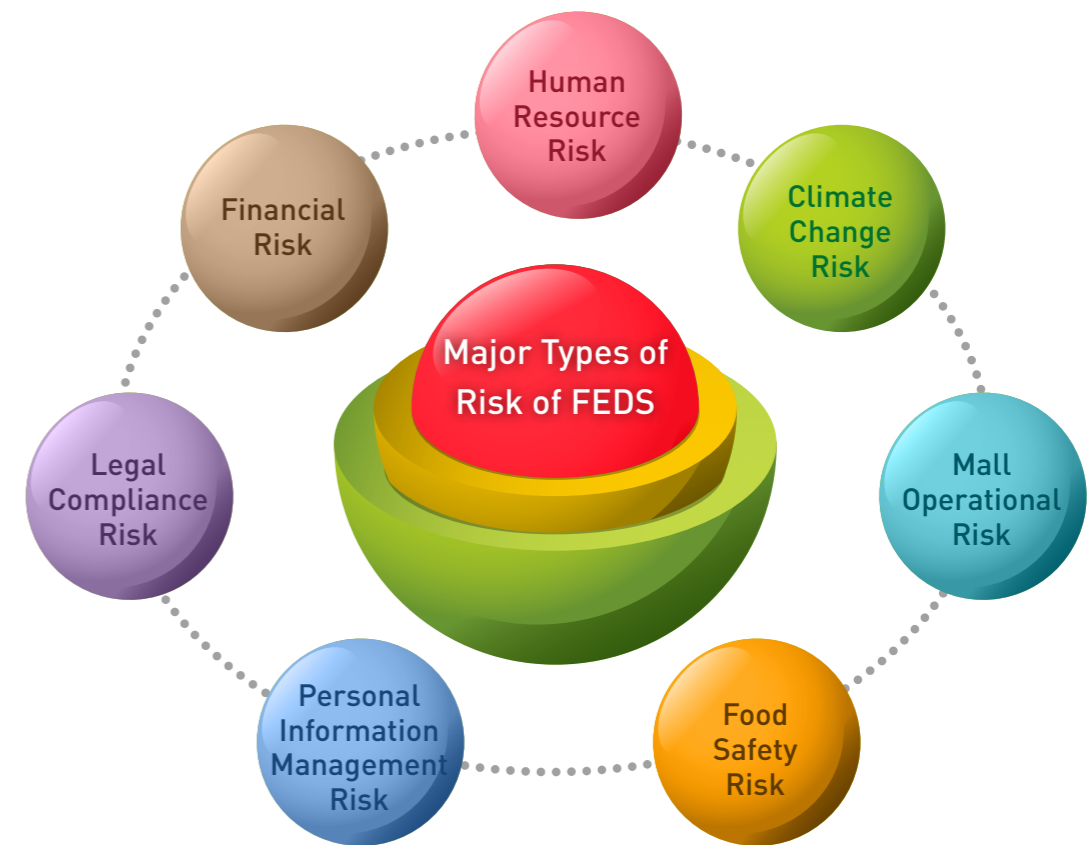 Human
Resource
Risk
Financial
Risk
Climate
Change
Risk
Major Types of
Risk of FEDS
Legal
Compliance
Risk
Mall
Operational
Risk
Personal
Information
Management
Risk
Food
Safety
Risk